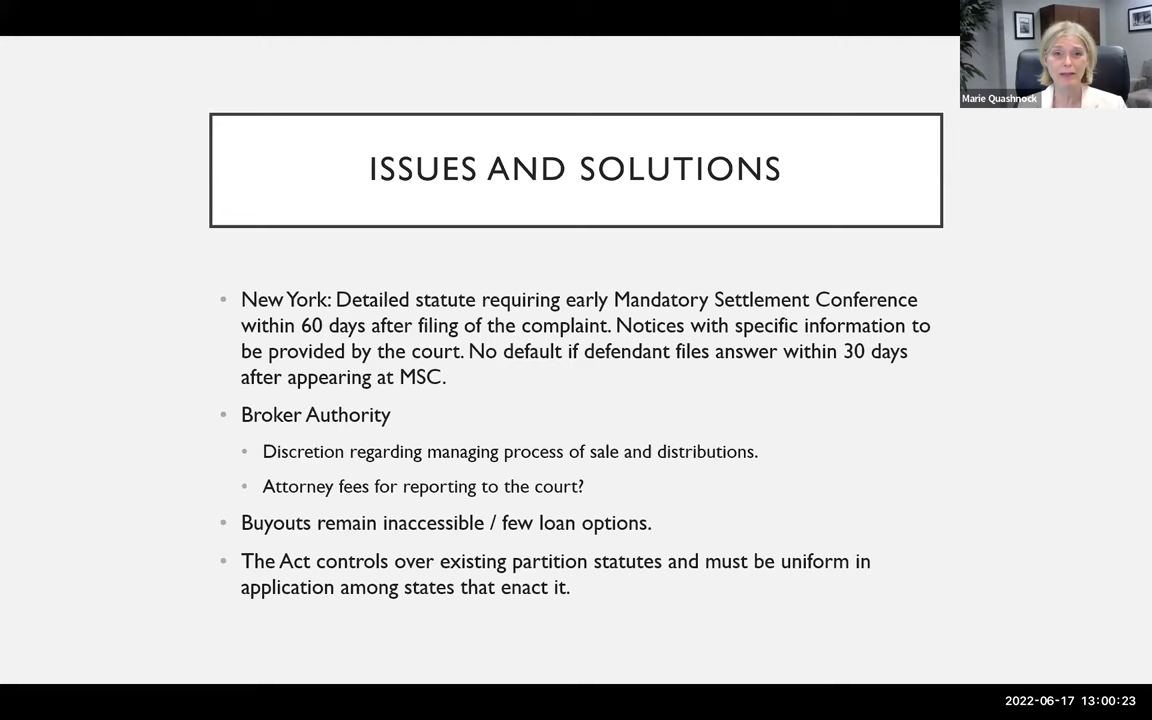 Marie Quashnock
ISSUES AND SOLUTIONS
• New York: Detailed statute requiring early Mandatory Settlement Conference
within 60 days after filing of the complaint. Notices with specific information to
be provided by the court. No default if defendant files answer within 30 days
after appearing at MSC.
• Broker Authority
• Discretion regarding managing process of sale and distributions.
• Attorney fees for reporting to the court?
• Buyouts remain inaccessible / few loan options.
• The Act controls over existing partition statutes and must be uniform in
application among states that enact it.
2022-06-17 13:00:23